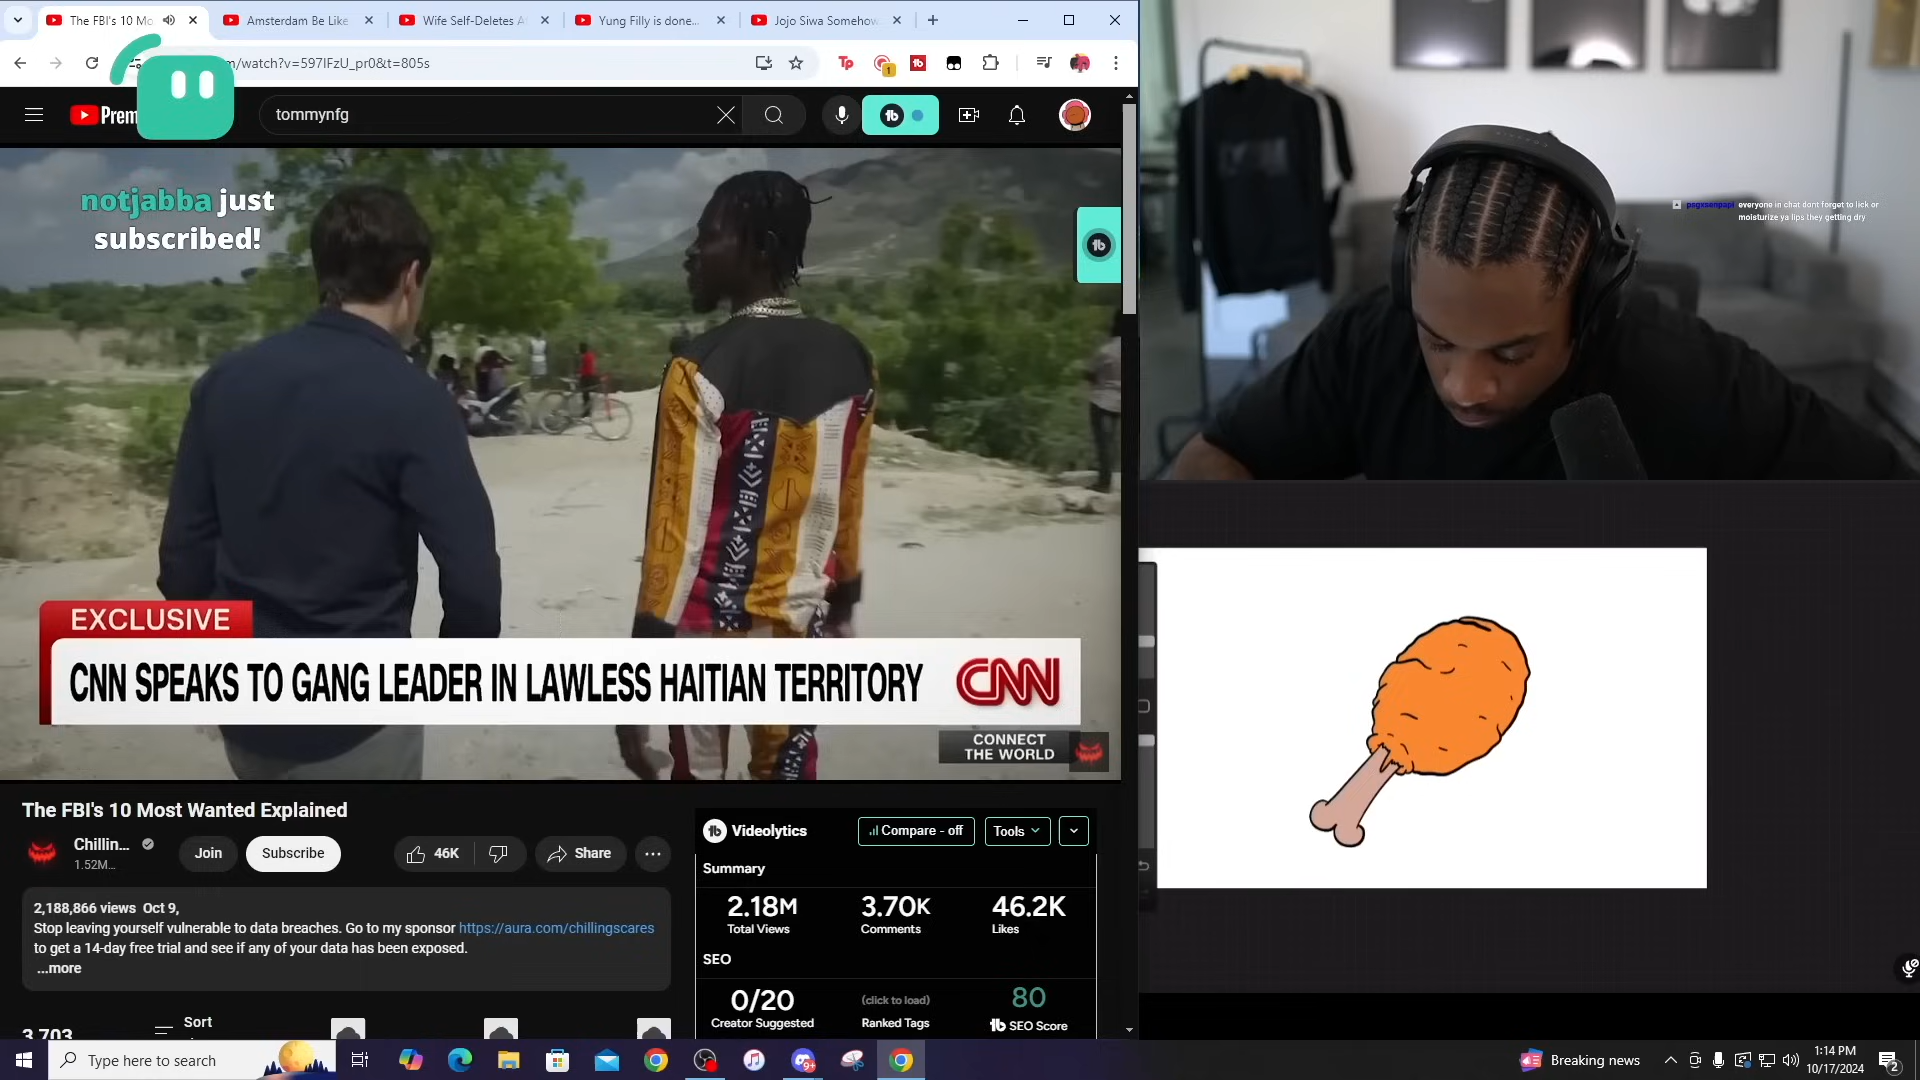 The FBI's 10 Mo
Amsterdam Be Like
Wife Self-Deletes A
Yung Filly is done...
Jojo Siwa Somehow
m/watch?v=597lFzU_pr0&t=805s
1
Prem
tommynfg
notjabba just
subscribed!
EXCLUSIVE
CNN SPEAKS TO GANG LEADER IN LAWLESS HAITIAN TERRITORY
CNN
CONNECT
THE WORLD
The FBI's 10 Most Wanted Explained
Chillin...
1.52M...
Join
Subscribe
46K
Share
2,188,866 views Oct 9,
Stop leaving yourself vulnerable to data breaches. Go to my sponsor https://aura.com/chillingscares
to get a 14-day free trial and see if any of your data has been exposed.
...more
3,703
Sort
Videolytics
Compare - off
Tools
Summary
2.18M
Total Views
3.70K
Comments
46.2K
Likes
SEO
0/20
Creator Suggested
(click to load)
Ranked Tags
80
SEO Score
everyone in chat dont forget to lick or
moisturize ya lips they getting dry
Type here to search
9+
Breaking news
1:14 PM
10/17/2024
2